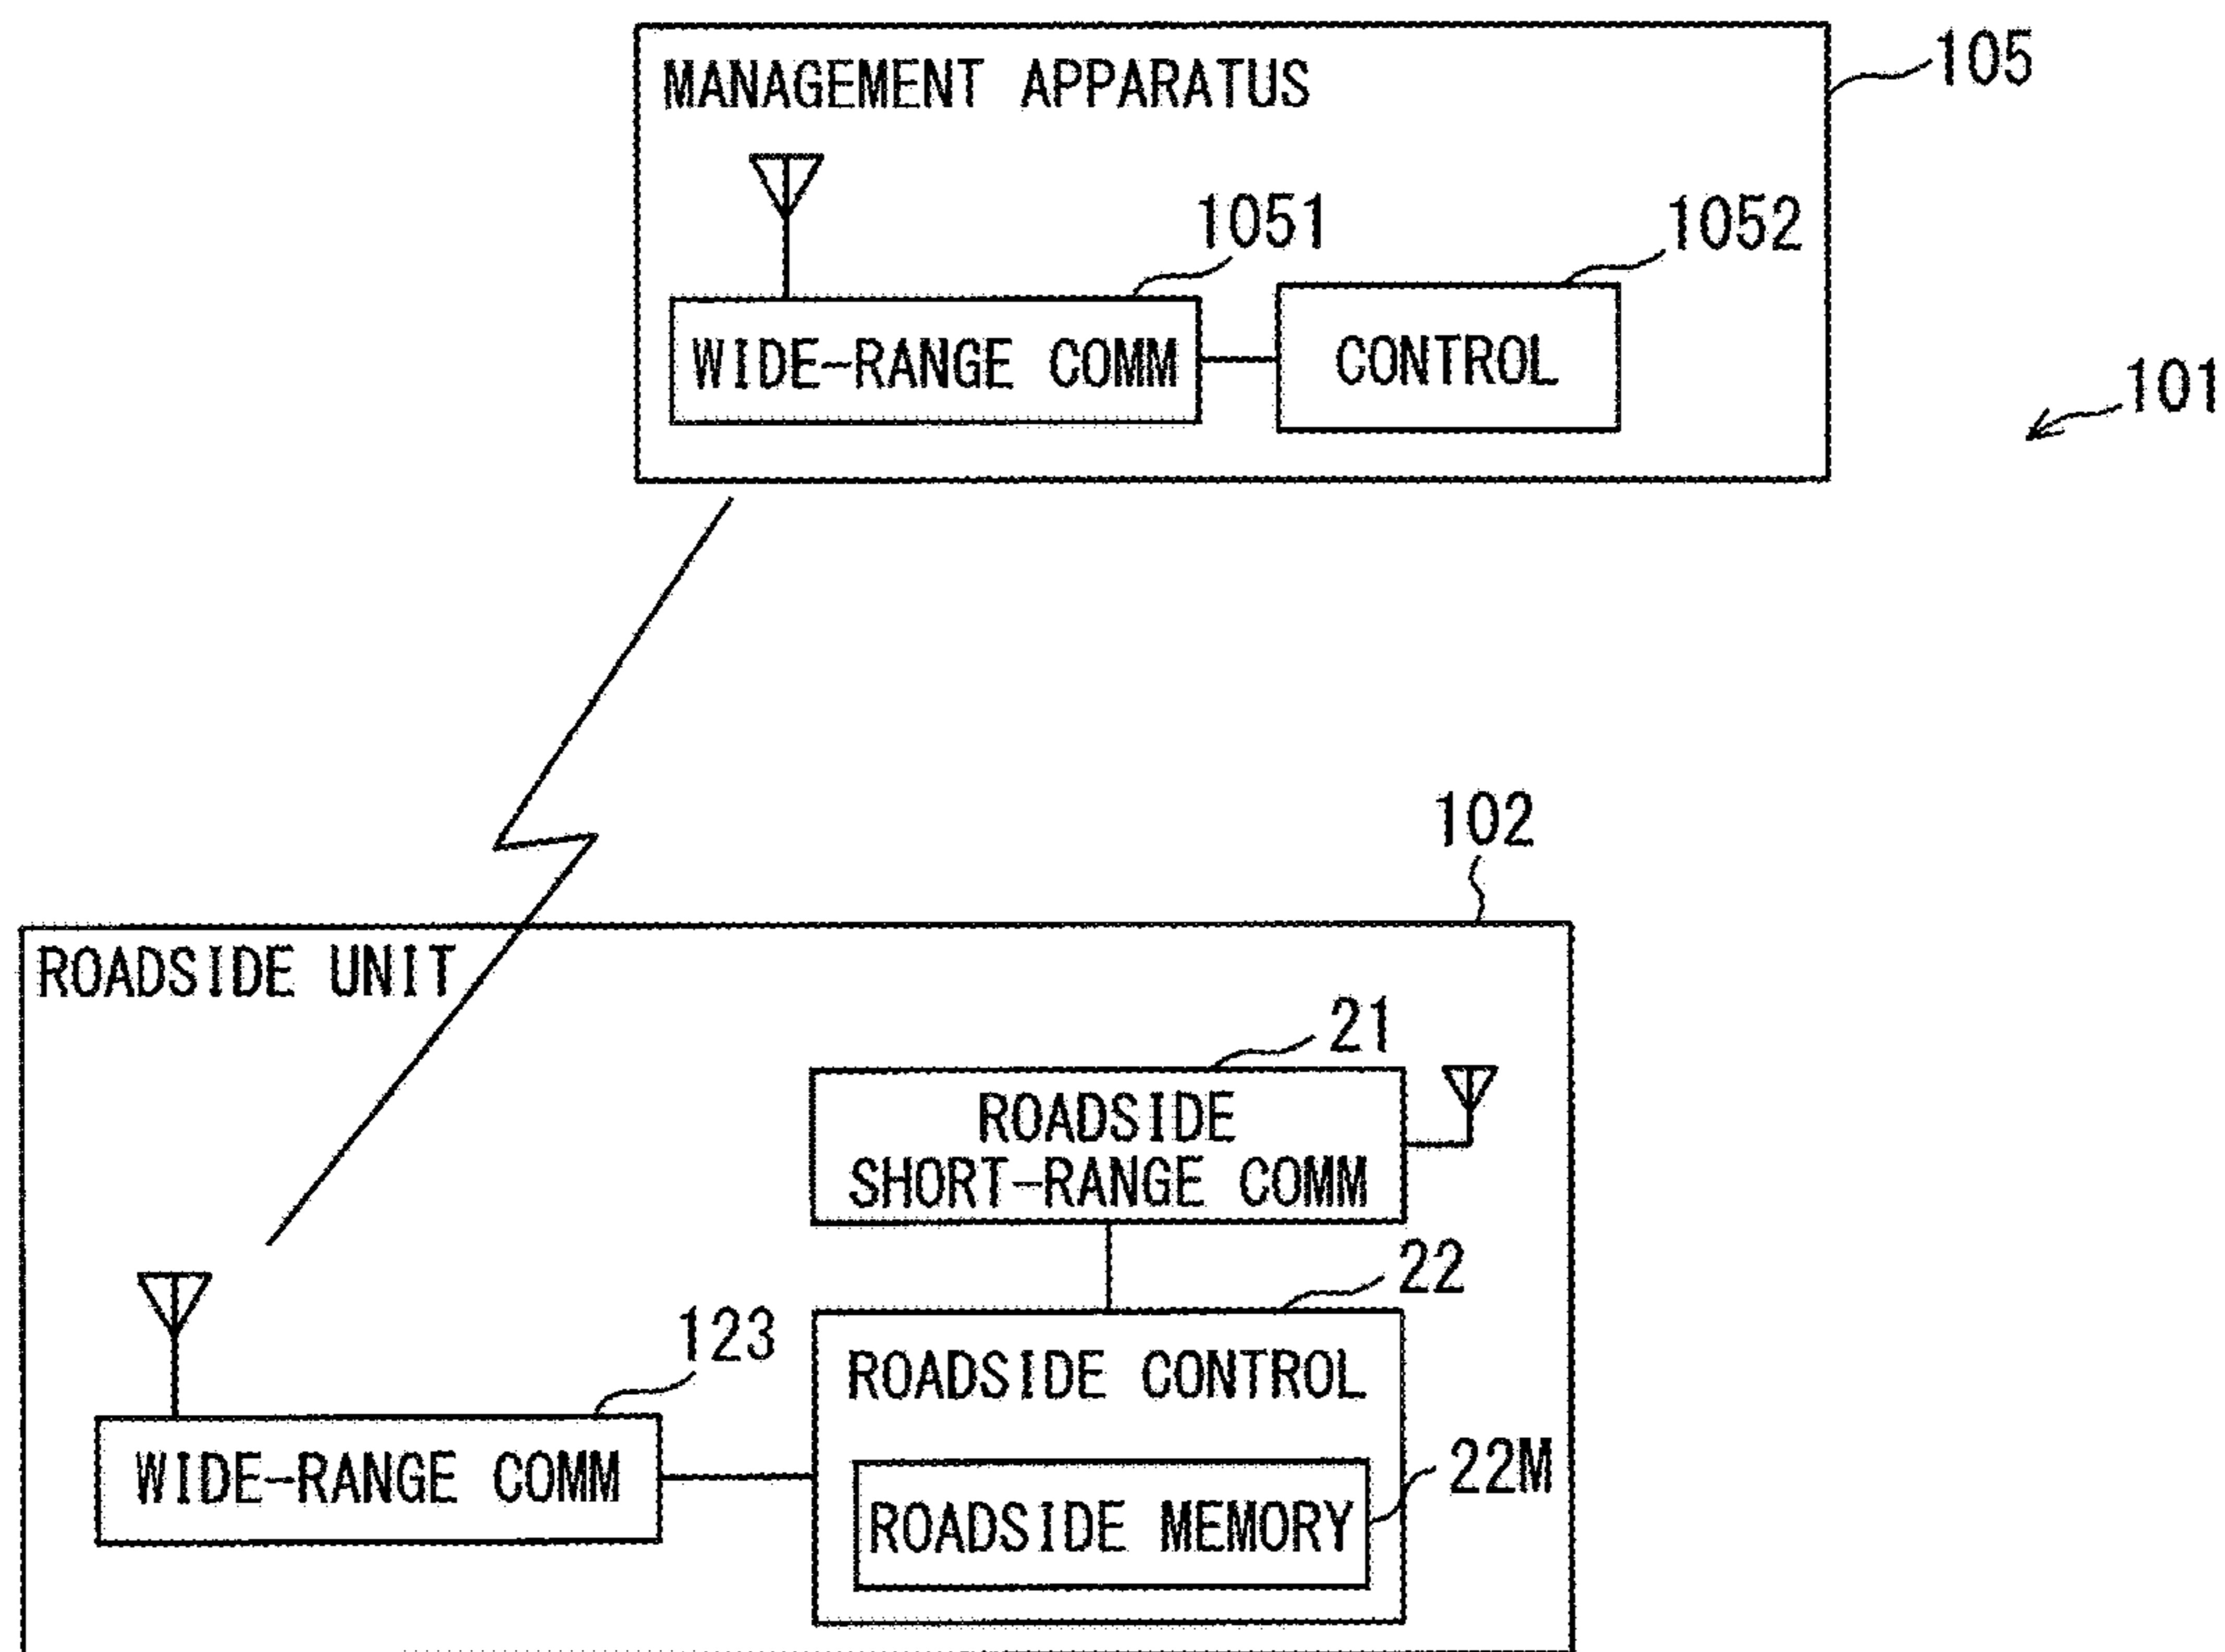 MANAGEMENT APPARATUS
105
1051
1052
WIDE-RANGE COMM
CONTROL
101
102
ROADSIDE UNIT
21
ROADSIDE
SHORT-RANGE COMM
22
123
ROADSIDE CONTROL
WIDE-RANGE COMM
22M
ROADSIDE MEMORY